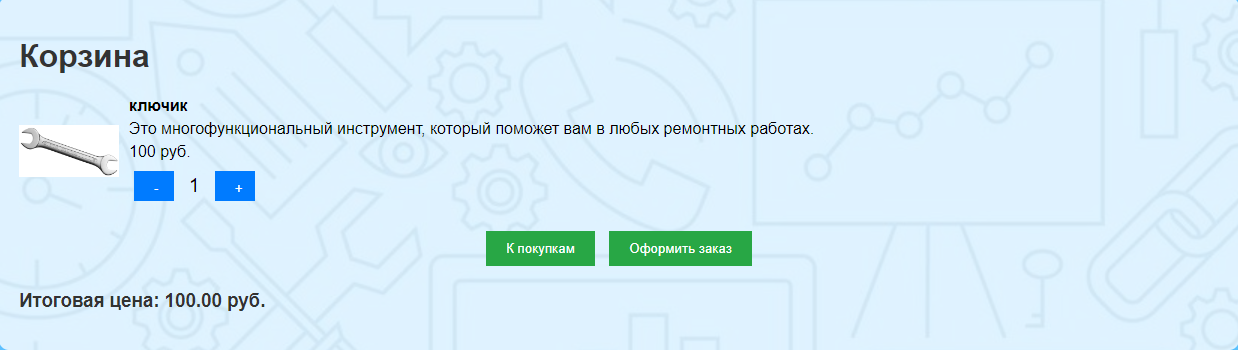 Корзина
ключик
Это многофункциональный инструмент, который поможет вам в любых ремонтных работах.
100 руб.
- 1 +
К покупкам Оформить заказ
Итоговая цена: 100.00 руб.